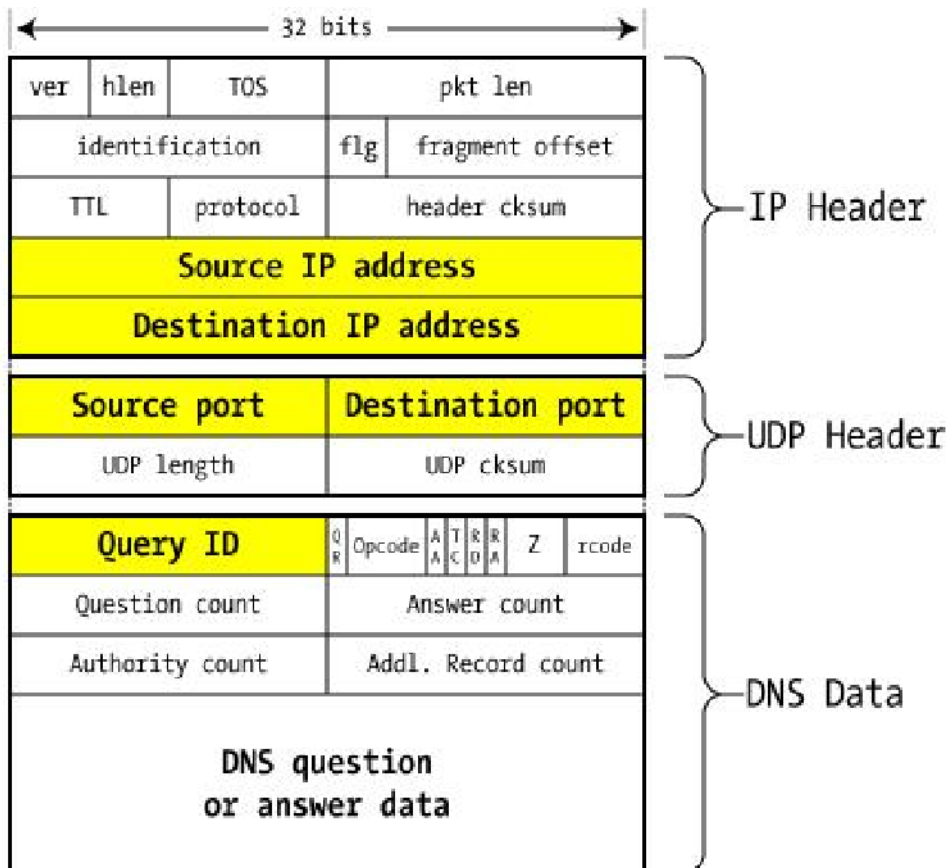 32 bits
ver hlen TOS pkt len
identification flg fragment offset
TTL protocol header cksum
Source IP address
Destination IP address
IP Header
Source port Destination port
UDP length UDP cksum
UDP Header
Query ID QR Opcode AA TC RD RA Z rcode
Question count Answer count
Authority count Addl. Record count
DNS question
or answer data
DNS Data